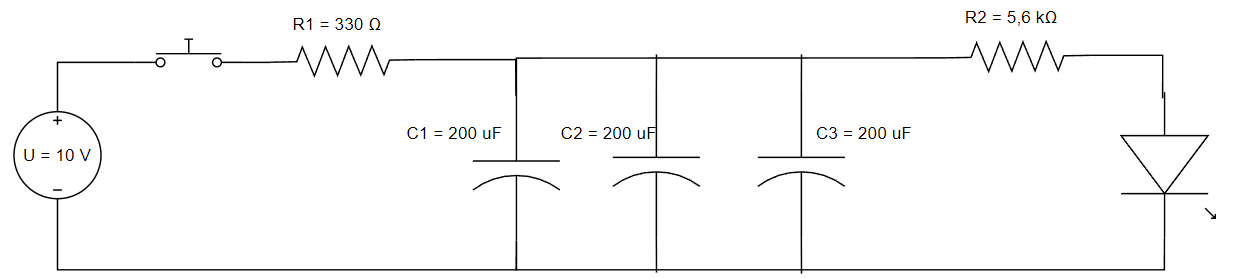 R1 = 330 Ω
R2 = 5,6 kΩ
C1 = 200 uF
C2 = 200 uF
C3 = 200 uF
+
U = 10 V
−